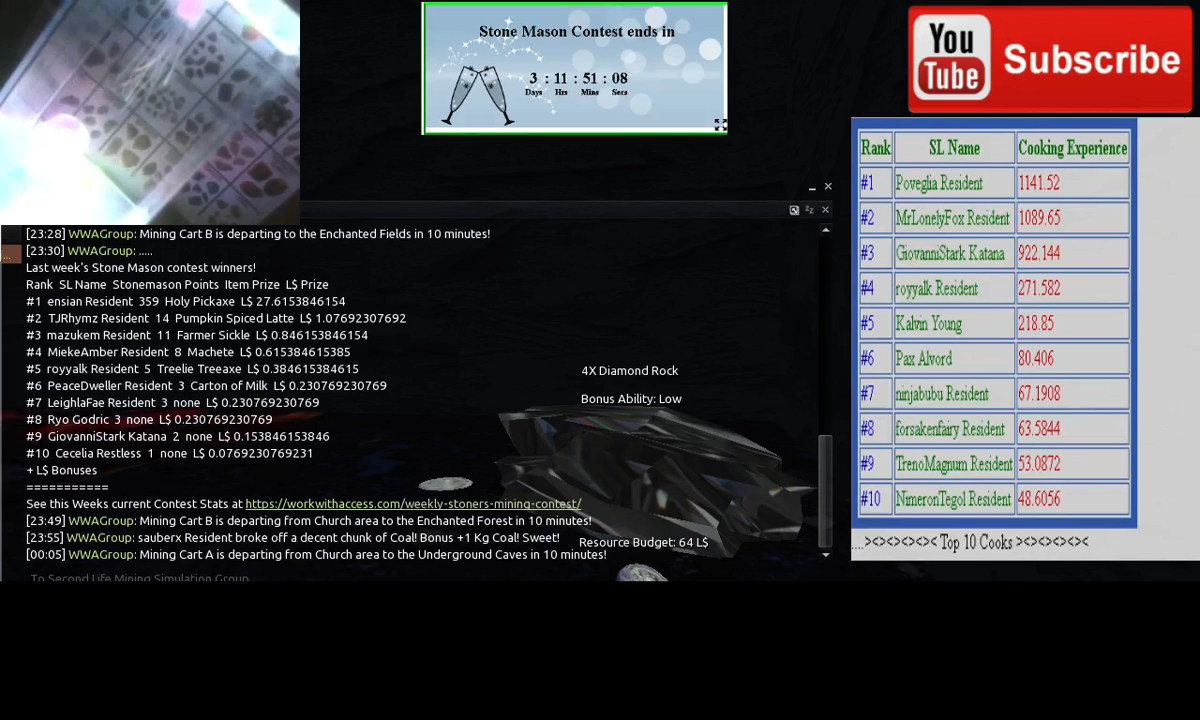 Stone Mason Contest ends in
3 : 11 : 51 : 08
Days Hrs Mins Secs
You
Tube
Subscribe
[23:28] WWAGroup: Mining Cart B is departing to the Enchanted Fields in 10 minutes!
[23:30] WWAGroup: .....
Last week's Stone Mason contest winners!
Rank SL Name Stonemason Points Item Prize L$ Prize
#1 ensian Resident 359 Holy Pickaxe L$ 27.6153846154
#2 TJRhymz Resident 14 Pumpkin Spiced Latte L$ 1.07692307692
#3 mazukem Resident 11 Farmer Sickle L$ 0.846153846154
#4 MiekeAmber Resident 8 Machete L$ 0.615384615385
#5 royyalk Resident 5 Treelie Treeaxe L$ 0.384615384615
#6 PeaceDweller Resident 3 Carton of Milk L$ 0.230769230769
#7 LeighlaFae Resident 3 none L$ 0.230769230769
#8 Ryo Godric 3 none L$ 0.230769230769
#9 GiovanniStark Katana 2 none L$ 0.153846153846
#10 Cecelia Restless 1 none L$ 0.0769230769231
+ L$ Bonuses
===========
See this Weeks current Contest Stats at https://workwithaccess.com/weekly-stoners-mining-contest/
[23:49] WWAGroup: Mining Cart B is departing from Church area to the Enchanted Forest in 10 minutes!
[23:55] WWAGroup: sauberx Resident broke off a decent chunk of Coal! Bonus +1 Kg Coal! Sweet!
[00:05] WWAGroup: Mining Cart A is departing from Church area to the Underground Caves in 10 minutes!
To Second Life Mining Simulation Group
4X Diamond Rock
Bonus Ability: Low
Resource Budget: 64 L$
Rank SL Name Cooking Experience
#1 Poveglia Resident 1141.52
#2 MrLonelyFox Resident 1089.65
#3 GiovanniStark Katana 922.144
#4 royyalk Resident 271.582
#5 Kalvin Young 218.85
#6 Pax Alvord 80.406
#7 ninjabubu Resident 67.1908
#8 forsakenfairy Resident 63.5844
#9 TrenoMagnum Resident 53.0872
#10 NimeronTegol Resident 48.6056
....><><><><>< Top 10 Cooks ><><><><><